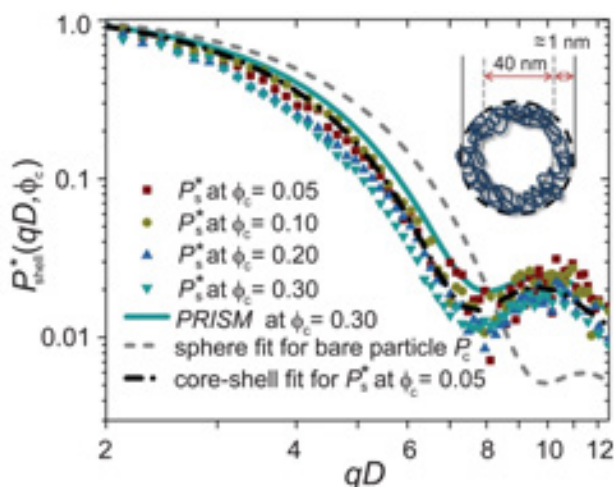 1.0
0.1
0.01
P*shell(qD,ϕc)
≈1 nm
40 nm
P*s at ϕc = 0.05
P*s at ϕc = 0.10
P*s at ϕc = 0.20
P*s at ϕc = 0.30
PRISM at ϕc = 0.30
sphere fit for bare particle Pc
core-shell fit for P*s at ϕc = 0.05
2 4 6 8 10 12
qD